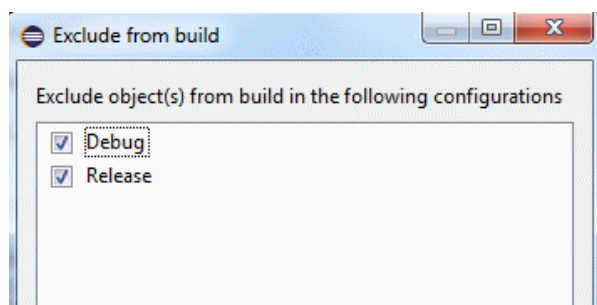 Exclude from build
Exclude object(s) from build in the following configurations
Debug
Release